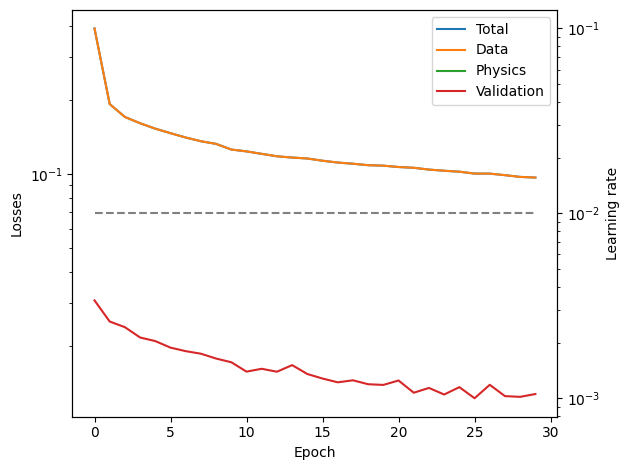 Total
Data
Physics
Validation
Losses
10⁻¹
10⁻¹
10⁻²
10⁻³
Learning rate
0
5
10
15
20
25
30
Epoch